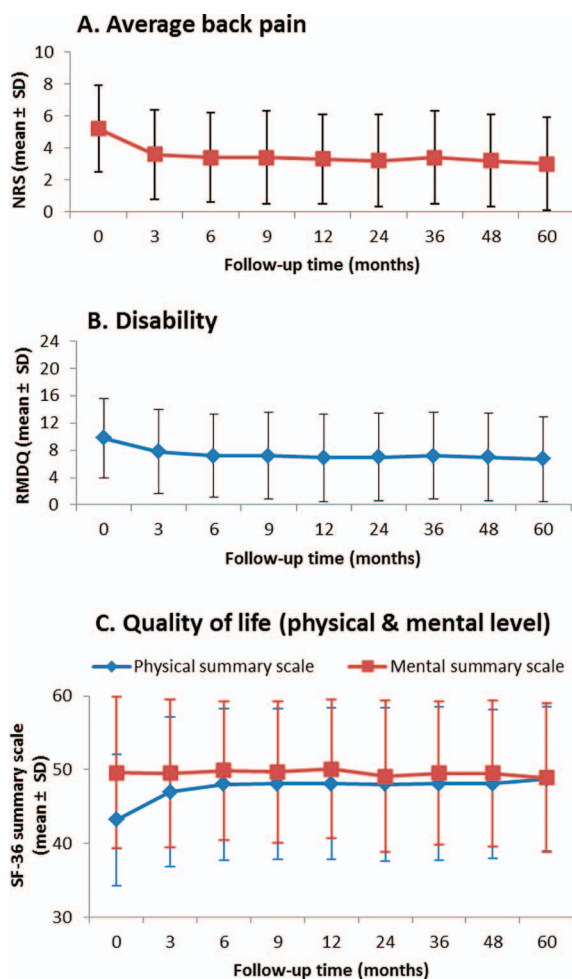 A. Average back pain
NRS (mean ± SD)
10
8
6
4
2
0
0 3 6 9 12 24 36 48 60
Follow-up time (months)
B. Disability
RMDQ (mean ± SD)
24
20
16
12
8
4
0
0 3 6 9 12 24 36 48 60
Follow-up time (months)
C. Quality of life (physical & mental level)
Physical summary scale Mental summary scale
SF-36 summary scale
(mean ± SD)
60
50
40
30
0 3 6 9 12 24 36 48 60
Follow-up time (months)